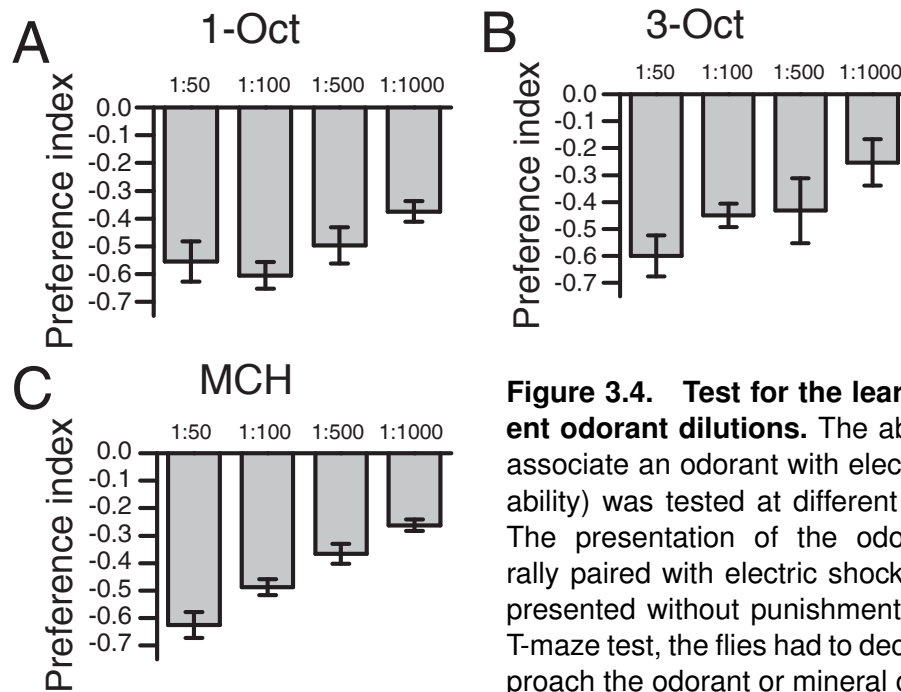 A
1-Oct
1:50 1:100 1:500 1:1000
Preference index
0.0
-0.1
-0.2
-0.3
-0.4
-0.5
-0.6
-0.7
B
3-Oct
1:50 1:100 1:500 1:1000
Preference index
0.0
-0.1
-0.2
-0.3
-0.4
-0.5
-0.6
-0.7
C
MCH
1:50 1:100 1:500 1:1000
Preference index
0.0
-0.1
-0.2
-0.3
-0.4
-0.5
-0.6
-0.7
Figure 3.4. Test for the lear
ent odorant dilutions. The ab
associate an odorant with elec
ability) was tested at different
The presentation of the odo
rally paired with electric shock
presented without punishment
T-maze test, the flies had to dec
proach the odorant or mineral o